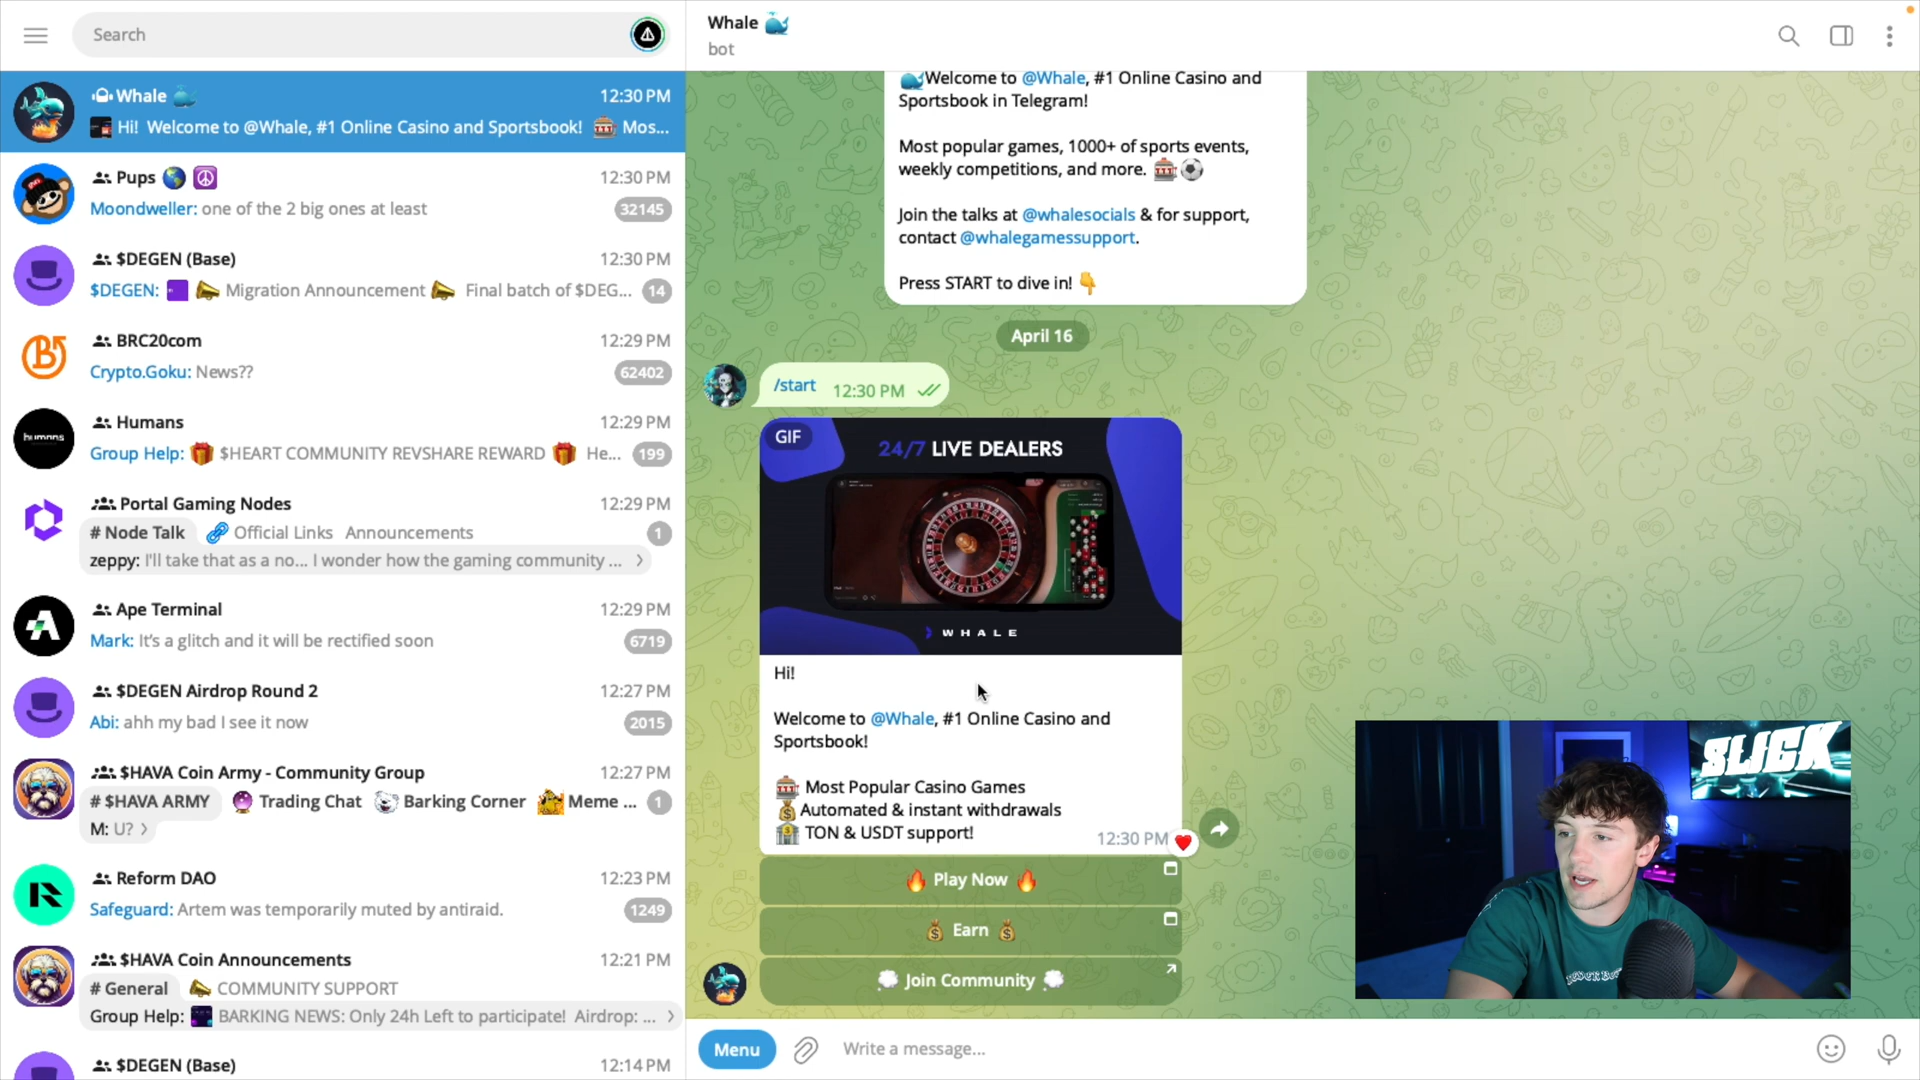 Search
Whale
12:30 PM
Hi! Welcome to @Whale, #1 Online Casino and Sportsbook! Mos...
Pups
12:30 PM
Moondweller: one of the 2 big ones at least
32145
$DEGEN (Base)
12:30 PM
$DEGEN: Migration Announcement Final batch of $DEG...
14
BRC20com
12:29 PM
Crypto.Goku: News??
62402
humans
Humans
12:29 PM
Group Help: $HEART COMMUNITY REVSHARE REWARD He...
199
Portal Gaming Nodes
12:29 PM
# Node Talk Official Links Announcements
1
zeppy: I'll take that as a no... I wonder how the gaming community ...
Ape Terminal
12:29 PM
Mark: It's a glitch and it will be rectified soon
6719
$DEGEN Airdrop Round 2
12:27 PM
Abi: ahh my bad I see it now
2015
$HAVA Coin Army - Community Group
12:27 PM
# $HAVA ARMY Trading Chat Barking Corner Meme ...
1
M: U?
Reform DAO
12:23 PM
Safeguard: Artem was temporarily muted by antiraid.
1249
$HAVA Coin Announcements
12:21 PM
# General COMMUNITY SUPPORT
Group Help: BARKING NEWS: Only 24h Left to participate! Airdrop: ...
$DEGEN (Base)
12:14 PM
Whale
bot
Welcome to @Whale, #1 Online Casino and
Sportsbook in Telegram!
Most popular games, 1000+ of sports events,
weekly competitions, and more.
Join the talks at @whalesocials & for support,
contact @whalegamessupport.
Press START to dive in!
April 16
/start 12:30 PM
GIF
24/7 LIVE DEALERS
WHALE
Hi!
Welcome to @Whale, #1 Online Casino and
Sportsbook!
Most Popular Casino Games
Automated & instant withdrawals
TON & USDT support!
12:30 PM
Play Now
Earn
Join Community
Menu
Write a message...
SLICK